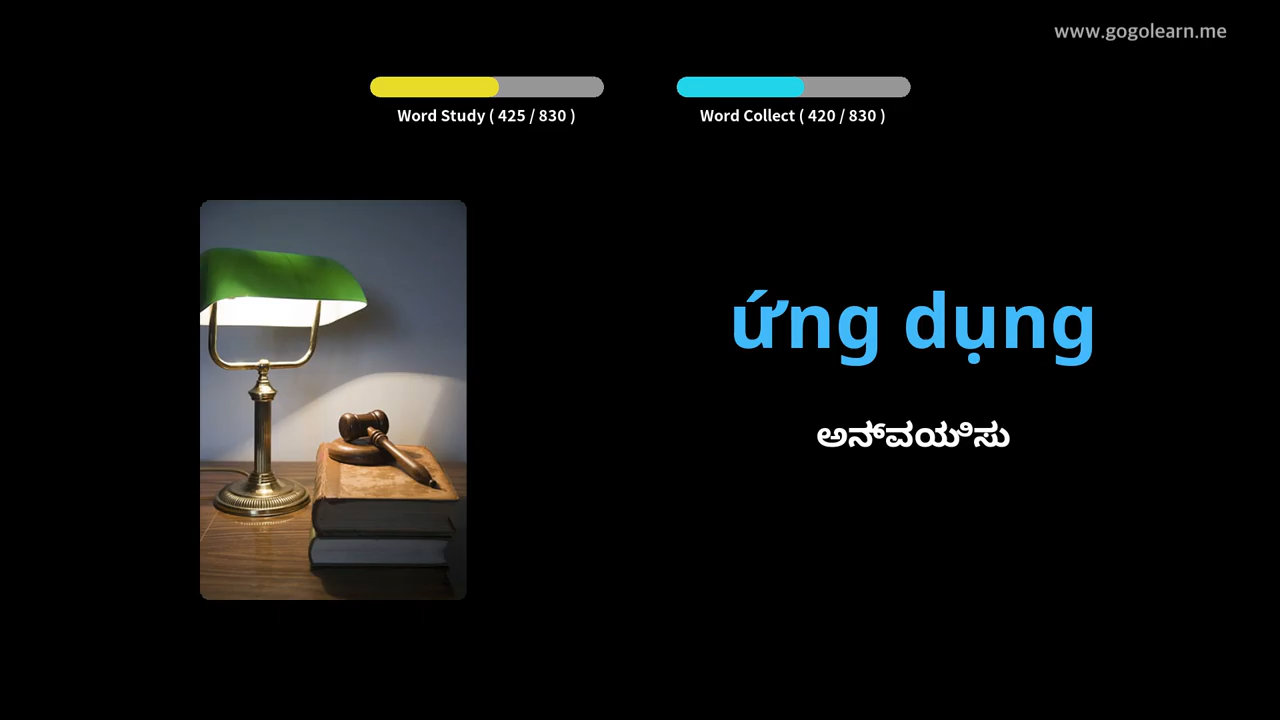 www.gogolearn.me
Word Study ( 425 / 830 )
Word Collect ( 420 / 830 )
ứng dụng
ಅನ್ವಯಿಸು